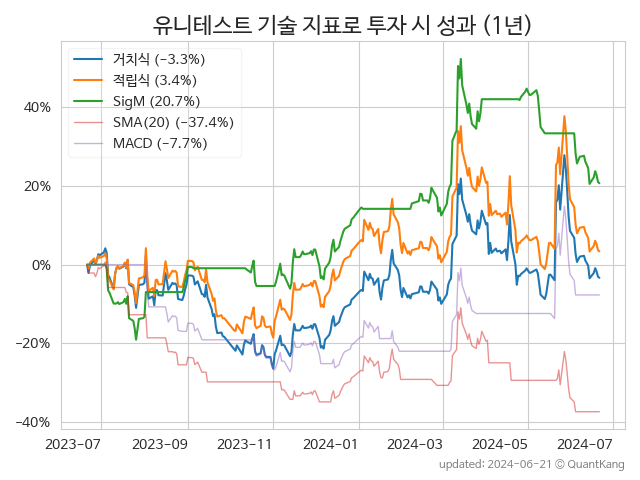 유니테스트 기술 지표로 투자 시 성과 (1년)
거치식 (−3.3%)
적립식 (3.4%)
SigM (20.7%)
SMA(20) (−37.4%)
MACD (−7.7%)
40%
20%
0%
−20%
−40%
2023-07 2023-09 2023-11 2024-01 2024-03 2024-05 2024-07
updated: 2024-06-21 © QuantKang